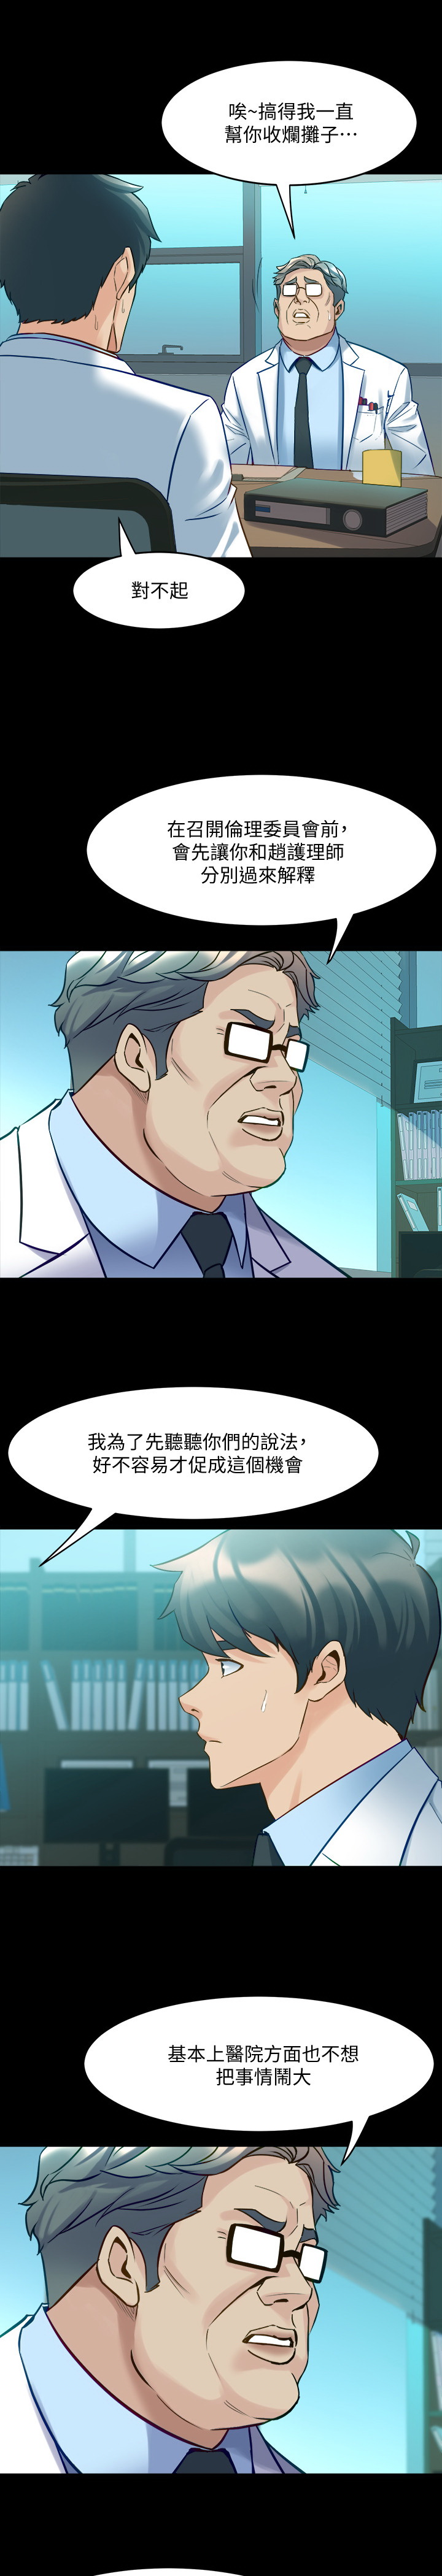 唉~搞得我一直
幫你收爛攤子⋯
對不起
在召開倫理委員會前,
會先讓你和趙護理師
分別過來解釋
我為了先聽聽你們的說法,
好不容易才促成這個機會
基本上醫院方面也不想
把事情鬧大